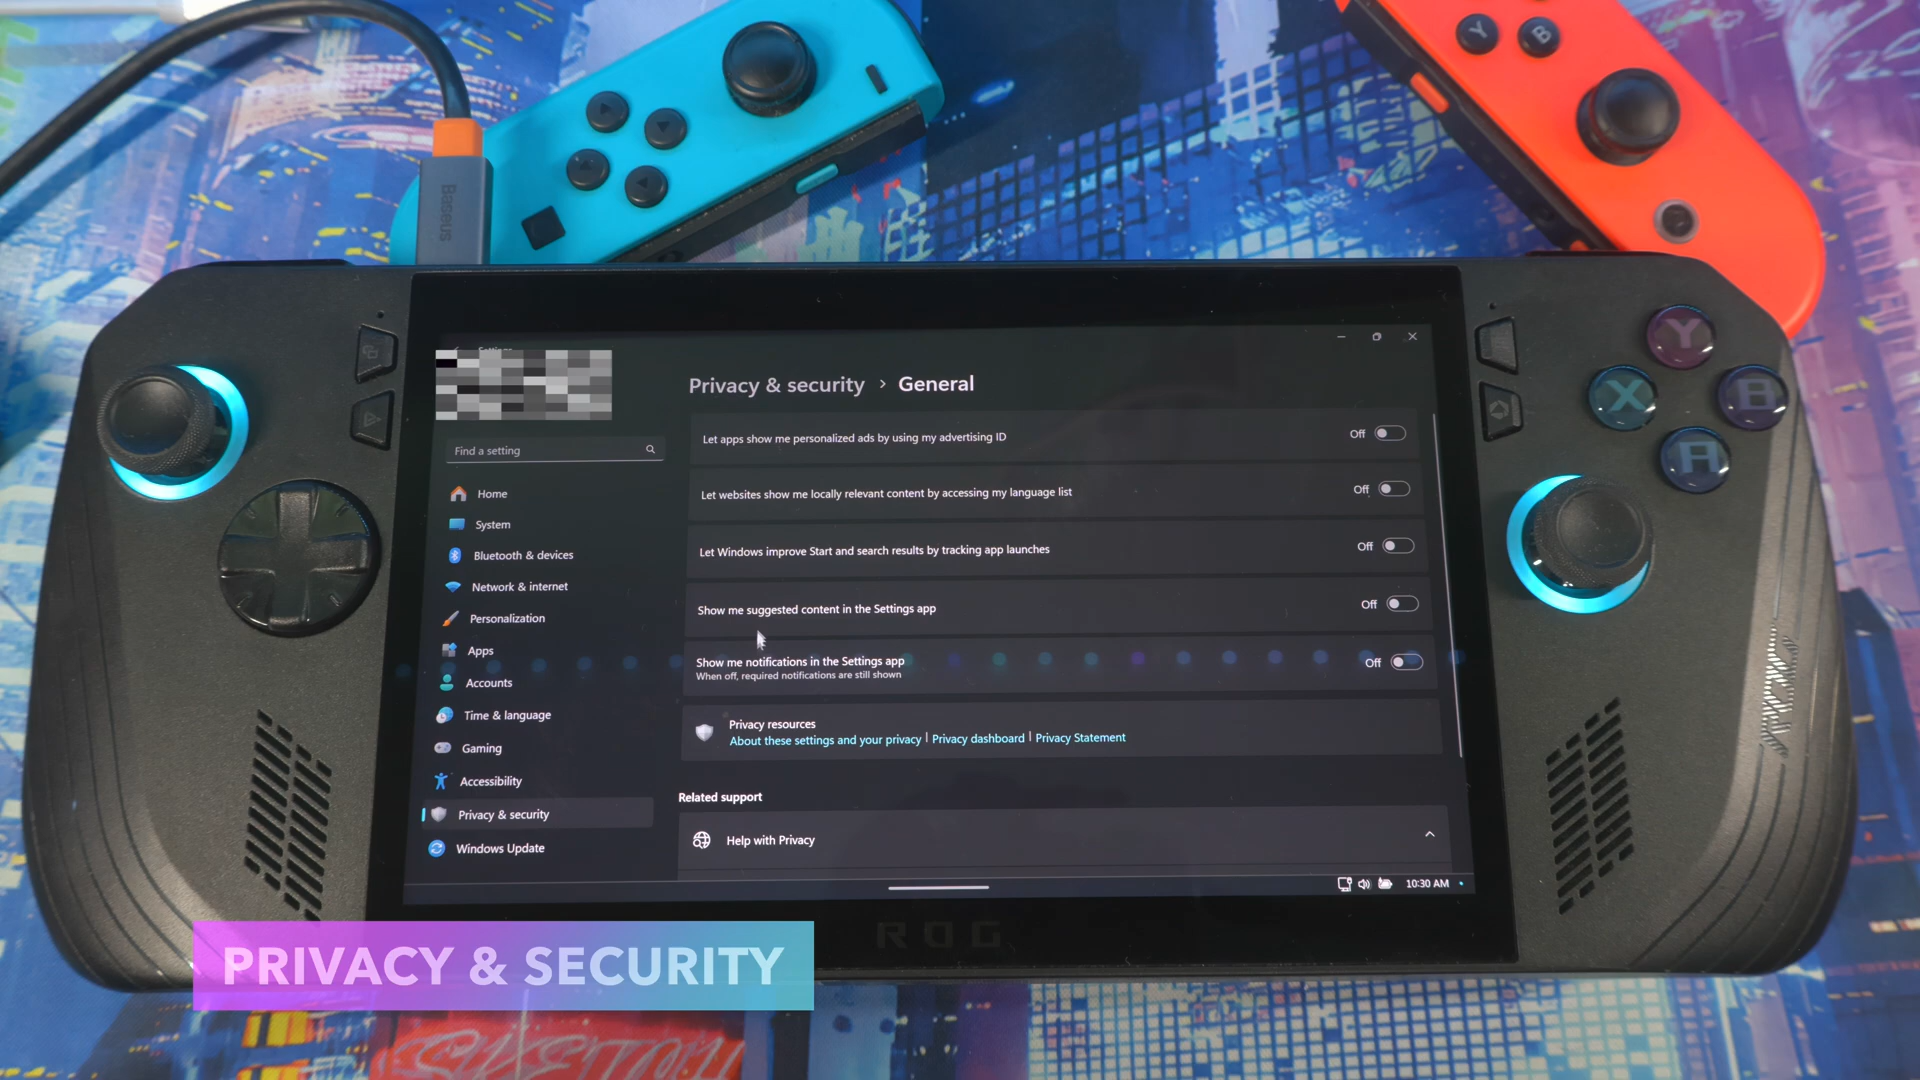 Y
B
Baseus
Privacy & security > General
Find a setting
Let apps show me personalized ads by using my advertising ID
Off
Let websites show me locally relevant content by accessing my language list
Off
Let Windows improve Start and search results by tracking app launches
Off
Show me suggested content in the Settings app
Off
Show me notifications in the Settings app
When off, required notifications are still shown
Off
Privacy resources
About these settings and your privacy | Privacy dashboard | Privacy Statement
Related support
Help with Privacy
Home
System
Bluetooth & devices
Network & internet
Personalization
Apps
Accounts
Time & language
Gaming
Accessibility
Privacy & security
Windows Update
10:30 AM
Y
X
B
A
ROG
PRIVACY & SECURITY